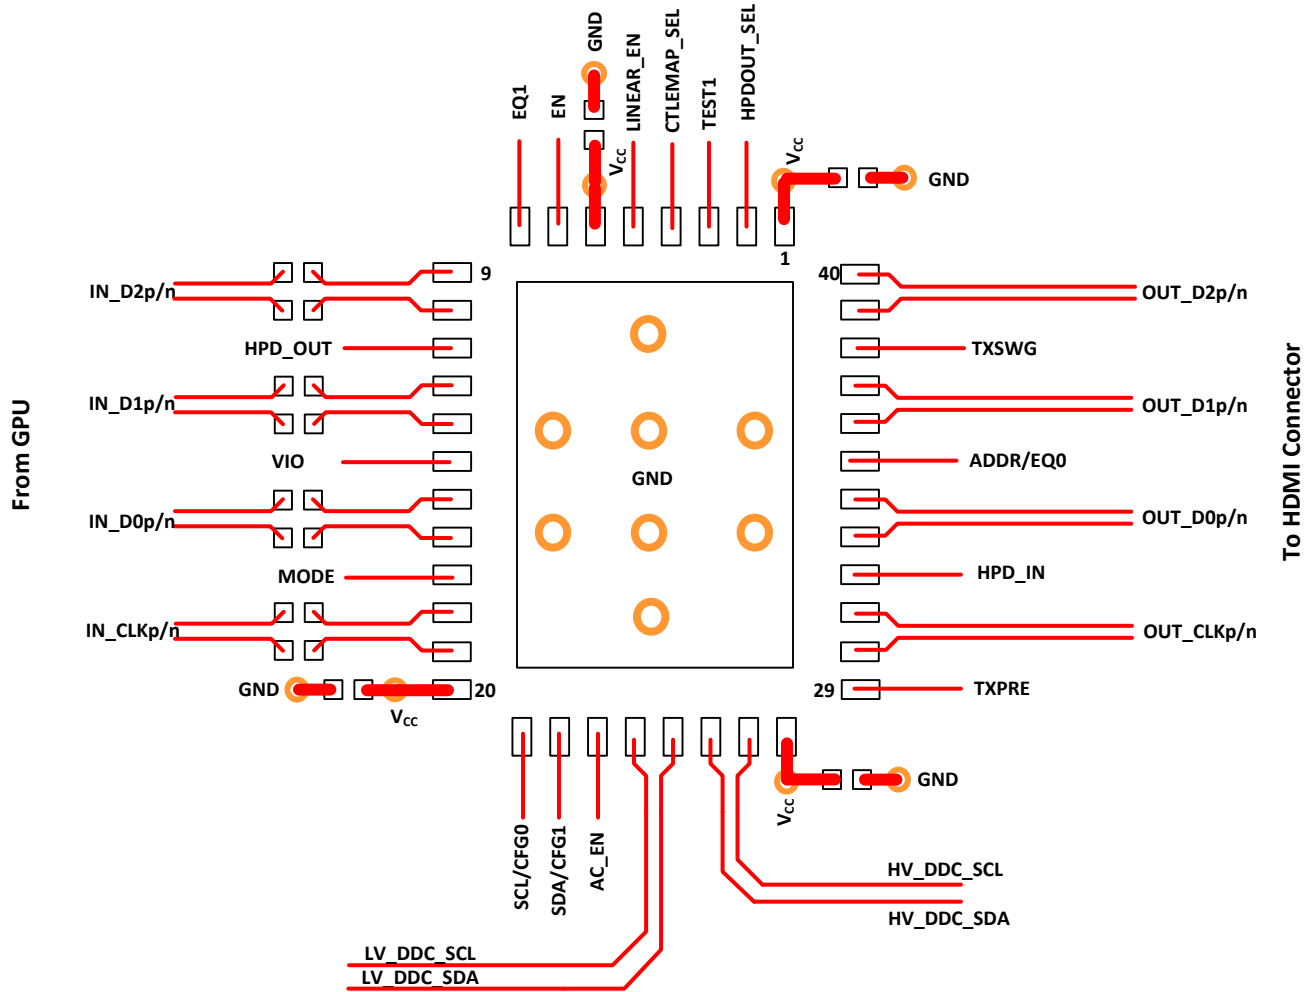 GND
EQ1
EN
LINEAR_EN
CTLEMAP_SEL
TEST1
HPDOUT_SEL
VCC
VCC
GND
1
9
40
IN_D2p/n
OUT_D2p/n
HPD_OUT
TXSWG
IN_D1p/n
OUT_D1p/n
From GPU
To HDMI Connector
VIO
ADDR/EQ0
GND
IN_D0p/n
OUT_D0p/n
MODE
HPD_IN
IN_CLKp/n
OUT_CLKp/n
GND
20
29
TXPRE
VCC
GND
VCC
SCL/CFG0
SDA/CFG1
AC_EN
HV_DDC_SCL
HV_DDC_SDA
LV_DDC_SCL
LV_DDC_SDA